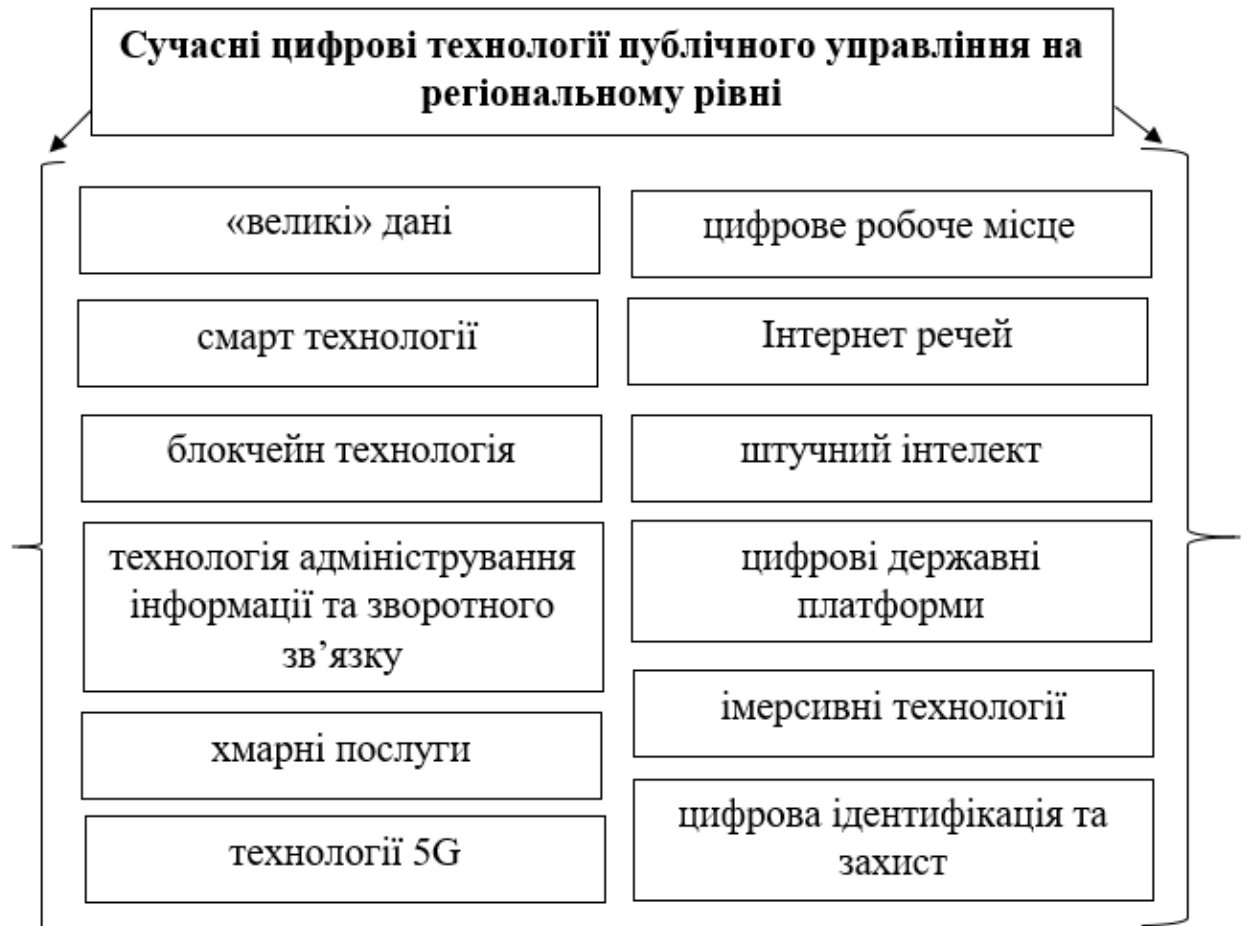 Сучасні цифрові технології публічного управління на
регіональному рівні
«великі» дані
смарт технології
блокчейн технологія
технологія адміністрування
інформації та зворотного
зв’язку
хмарні послуги
технології 5G
цифрове робоче місце
Інтернет речей
штучний інтелект
цифрові державні
платформи
імерсивні технології
цифрова ідентифікація та
захист